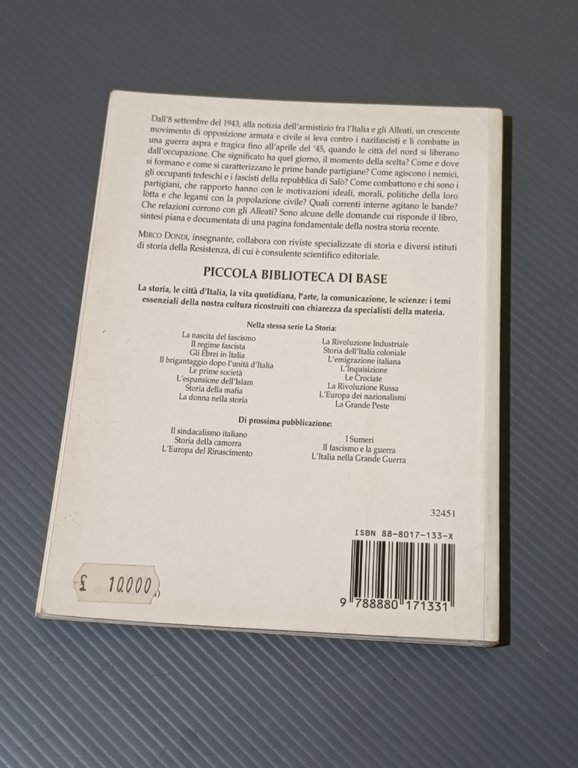 Dall'8 settembre del 1943, alla notizia dell'armistizio fra l'Italia e gli Alleati, un crescente
movimento di opposizione armata e civile si leva contro i nazifascisti e li combatte in
una guerra aspra e tragica fino all'aprile del '45, quando le città del nord si liberano
dall'occupazione. Che significato ha quel giorno, il momento della scelta? Come e dove
si formano e come si caratterizzano le prime bande partigiane? Come agiscono i nemici,
gli occupanti tedeschi e i fascisti della repubblica di Salò? Come combattono e chi sono i
partigiani, che rapporto hanno con le motivazioni ideali, morali, politiche della loro
lotta e che legami con la popolazione civile? Quali correnti interne agitano le bande?
Che relazioni corrono con gli Alleati? Sono alcune delle domande cui risponde il libro,
sintesi piana e documentata di una pagina fondamentale della nostra storia recente.
MIRCO DONDI, insegnante, collabora con riviste specializzate di storia e diversi istituti
di storia della Resistenza, di cui è consulente scientifico editoriale.
PICCOLA BIBLIOTECA DI BASE
La storia, le città d'Italia, la vita quotidiana, l'arte, la comunicazione, le scienze: i temi
essenziali della nostra cultura ricostruiti con chiarezza da specialisti della materia.
Nella stessa serie La Storia:
La nascita del fascismo
Il regime fascista
Gli Ebrei in Italia
Il brigantaggio dopo l'unità d'Italia
Le prime società
L'espansione dell'Islam
Storia della mafia
La donna nella storia
La Rivoluzione Industriale
Storia dell'Italia coloniale
L'emigrazione italiana
L'Inquisizione
Le Crociate
La Rivoluzione Russa
L'Europa dei nazionalismi
La Grande Peste
Di prossima pubblicazione:
Il sindacalismo italiano
Storia della camorra
L'Europa del Rinascimento
I Sumeri
Il fascismo e la guerra
L'Italia nella Grande Guerra
32451
ISBN 88-8017-133-X
9 788880 171331
£ 10.000